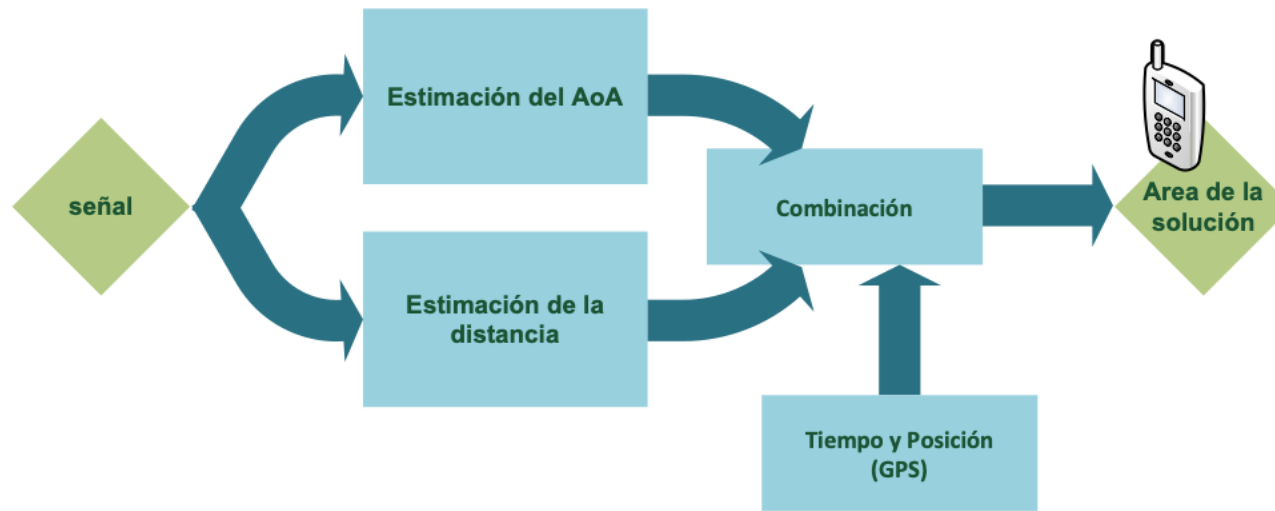 Estimación del AoA
señal
Combinación
Area de la
solución
Estimación de la
distancia
Tiempo y Posición
(GPS)